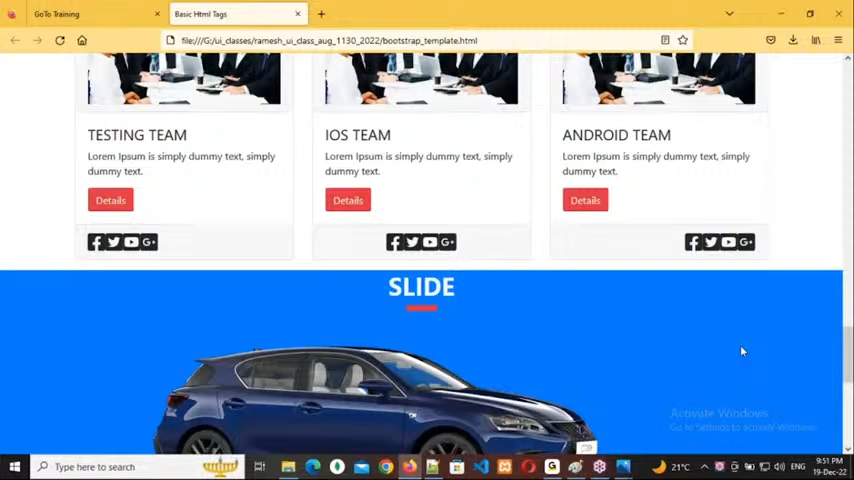 GoTo Training
Basic Html Tags
file:///G:/ui_classes/ramesh_ui_class_aug_1130_2022/bootstrap_template.html
TESTING TEAM
IOS TEAM
ANDROID TEAM
Lorem Ipsum is simply dummy text, simply
dummy text.
Lorem Ipsum is simply dummy text, simply
dummy text.
Lorem Ipsum is simply dummy text, simply
dummy text.
Details
Details
Details
SLIDE
Activate Windows
Go to Settings to activate Windows.
Type here to search
21°C
ENG
9:51 PM
19-Dec-22